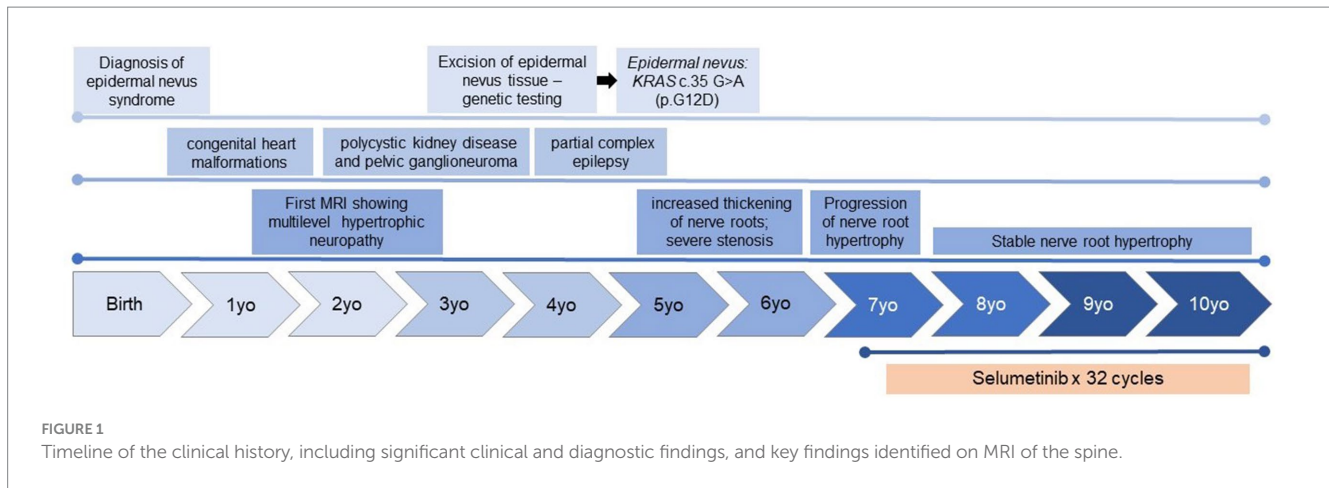 Diagnosis of
epidermal nevus
syndrome
Excision of epidermal
nevus tissue –
genetic testing
Epidermal nevus:
KRAS c.35 G>A
(p.G12D)
congenital heart
malformations
polycystic kidney disease
and pelvic ganglioneuroma
partial complex
epilepsy
First MRI showing
multilevel hypertrophic
neuropathy
increased thickening
of nerve roots;
severe stenosis
Progression
of nerve root
hypertrophy
Stable nerve root hypertrophy
Birth
1yo
2yo
3yo
4yo
5yo
6yo
7yo
8yo
9yo
10yo
Selumetinib x 32 cycles
FIGURE 1
Timeline of the clinical history, including significant clinical and diagnostic findings, and key findings identified on MRI of the spine.